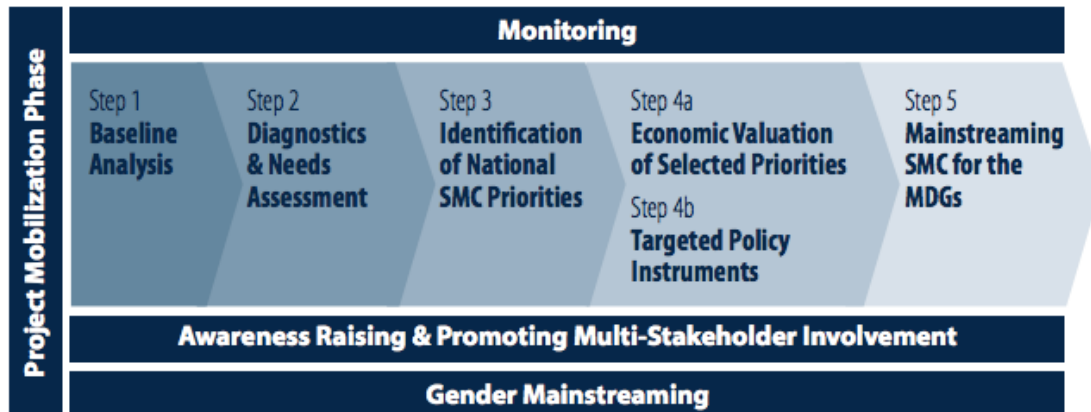 Project Mobilization Phase
Monitoring
Step 1
Baseline
Analysis
Step 2
Diagnostics
& Needs
Assessment
Step 3
Identification
of National
SMC Priorities
Step 4a
Economic Valuation
of Selected Priorities
Step 4b
Targeted Policy
Instruments
Step 5
Mainstreaming
SMC for the
MDGs
Awareness Raising & Promoting Multi-Stakeholder Involvement
Gender Mainstreaming